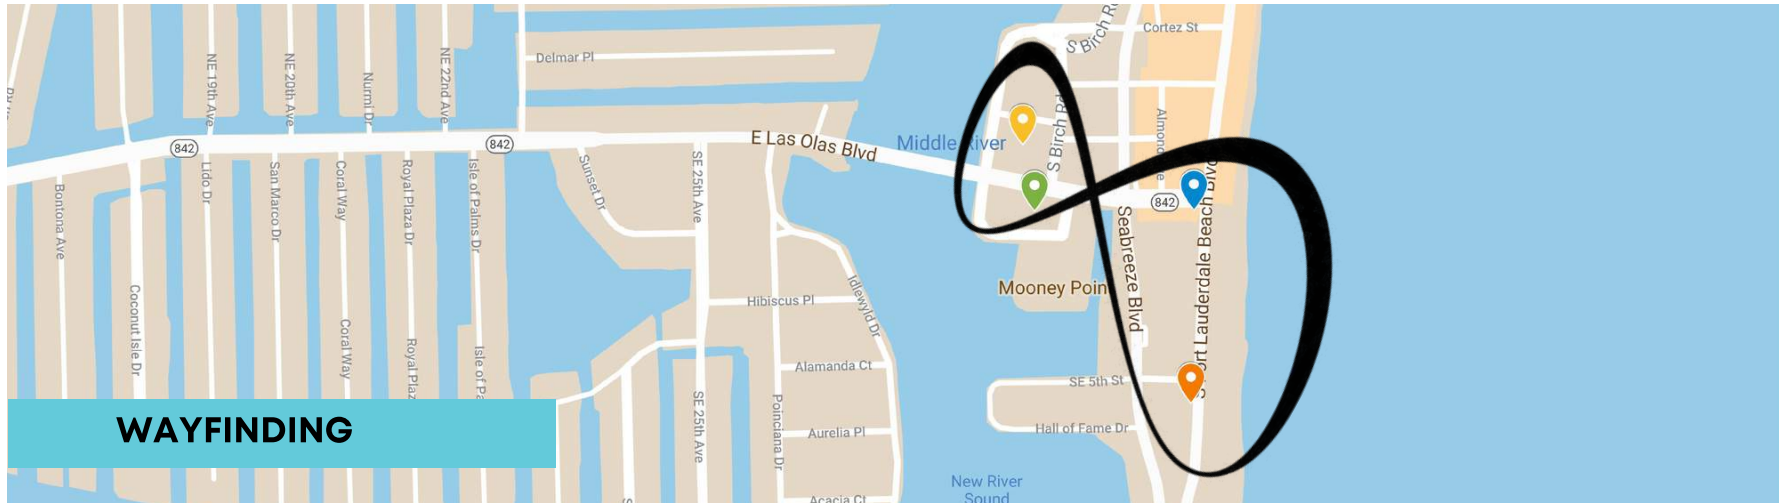 NE 19th Ave
NE 20th Ave
Nurmi Dr
NE 22nd Ave
Delmar Pl
S Birch R
Cortez St
842
842
E Las Olas Blvd
Middle River
S Birch Rd
Almond
842
Bontona Ave
Lido Dr
San Marco Dr
Coral Way
Royal Plaza Dr
Isle of Palms Dr
Sunset Dr
SE 25th Ave
Seabreeze Blvd
Lauderdale Beach Blvd
Mooney Poin
Coconut Isle Dr
Coral Way
Royal Plaz
Isle of Pa
Hibiscus Pl
Idlewyld Dr
Alamanda Ct
SE 5th St
WAYFINDING
SE 25th Ave
Poinciana Dr
Aurelia Pl
Hall of Fame Dr
New River
Sound
Acacia Ct